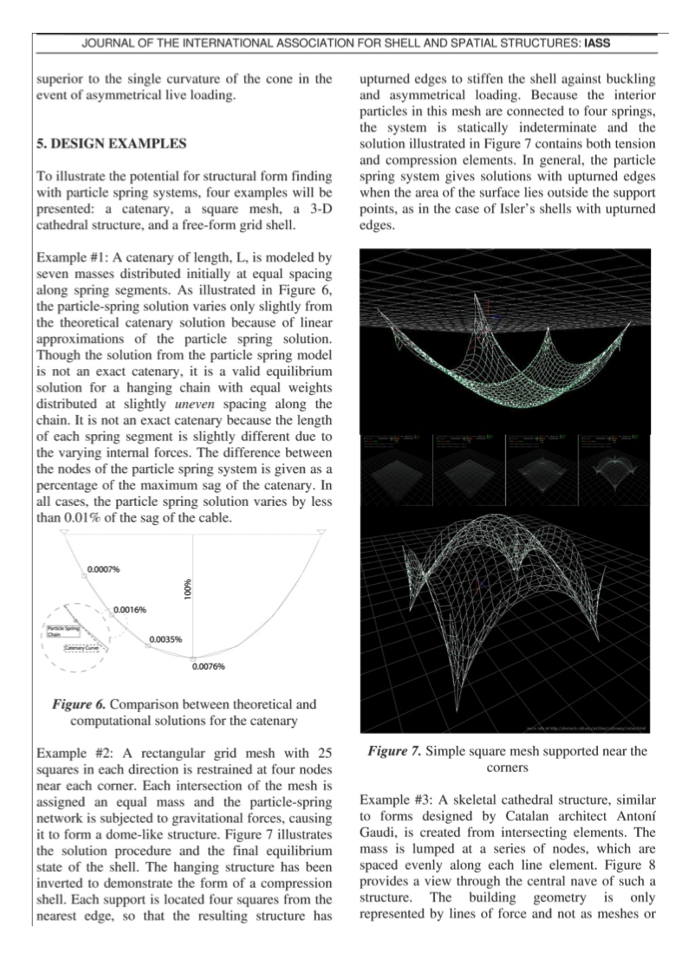 JOURNAL OF THE INTERNATIONAL ASSOCIATION FOR SHELL AND SPATIAL STRUCTURES: IASS
superior to the single curvature of the cone in the
event of asymmetrical live loading.
5. DESIGN EXAMPLES
To illustrate the potential for structural form finding
with particle spring systems, four examples will be
presented: a catenary, a square mesh, a 3-D
cathedral structure, and a free-form grid shell.
Example #1: A catenary of length, L, is modeled by
seven masses distributed initially at equal spacing
along spring segments. As illustrated in Figure 6,
the particle-spring solution varies only slightly from
the theoretical catenary solution because of linear
approximations of the particle spring solution.
Though the solution from the particle spring model
is not an exact catenary, it is a valid equilibrium
solution for a hanging chain with equal weights
distributed at slightly uneven spacing along the
chain. It is not an exact catenary because the length
of each spring segment is slightly different due to
the varying internal forces. The difference between
the nodes of the particle spring system is given as a
percentage of the maximum sag of the catenary. In
all cases, the particle spring solution varies by less
than 0.01% of the sag of the cable.
0.0007%
100%
0.0016%
Particle Spring
Chain
0.0035%
Catenary Curve
0.0076%
Figure 6. Comparison between theoretical and
computational solutions for the catenary
Example #2: A rectangular grid mesh with 25
squares in each direction is restrained at four nodes
near each corner. Each intersection of the mesh is
assigned an equal mass and the particle-spring
network is subjected to gravitational forces, causing
it to form a dome-like structure. Figure 7 illustrates
the solution procedure and the final equilibrium
state of the shell. The hanging structure has been
inverted to demonstrate the form of a compression
shell. Each support is located four squares from the
nearest edge, so that the resulting structure has
upturned edges to stiffen the shell against buckling
and asymmetrical loading. Because the interior
particles in this mesh are connected to four springs,
the system is statically indeterminate and the
solution illustrated in Figure 7 contains both tension
and compression elements. In general, the particle
spring system gives solutions with upturned edges
when the area of the surface lies outside the support
points, as in the case of Isler's shells with upturned
edges.
Figure 7. Simple square mesh supported near the
corners
Example #3: A skeletal cathedral structure, similar
to forms designed by Catalan architect Antoní
Gaudi, is created from intersecting elements. The
mass is lumped at a series of nodes, which are
spaced evenly along each line element. Figure 8
provides a view through the central nave of such a
structure. The building geometry is only
represented by lines of force and not as meshes or